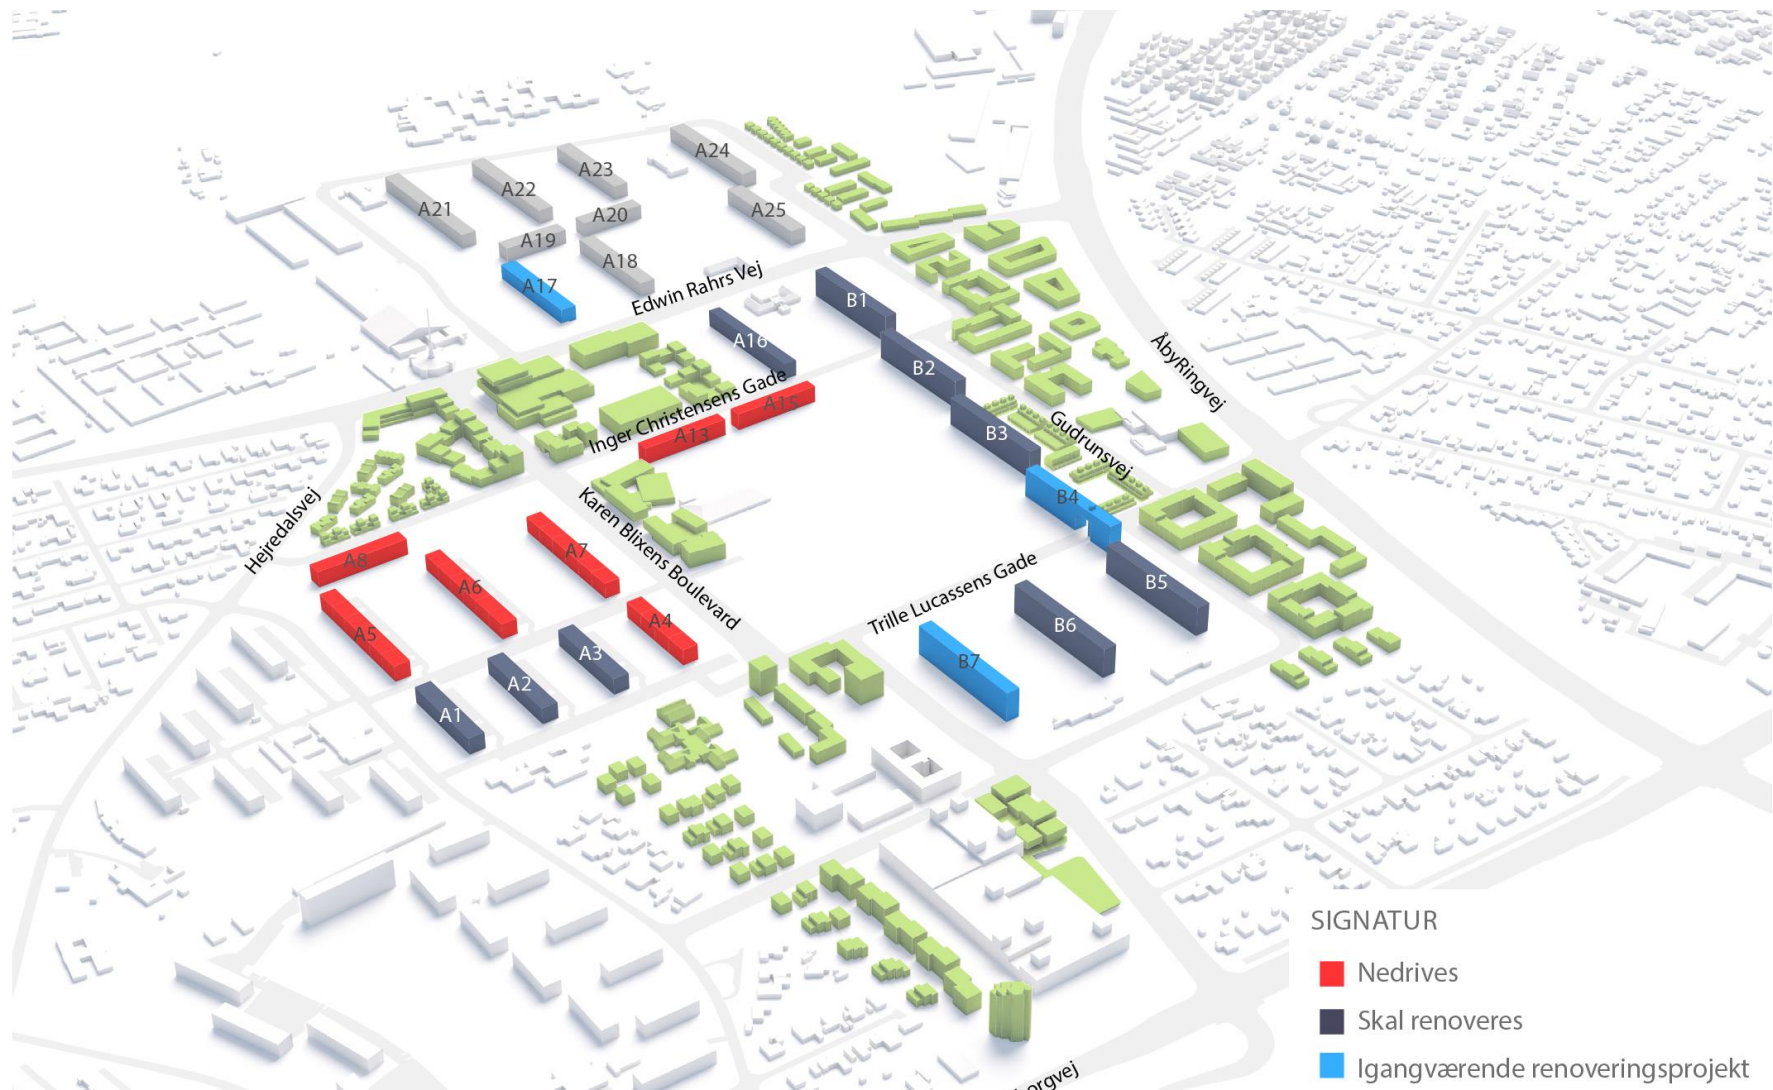 A24
A23
A22
A21
A25
A20
A19
A18
A17
Edwin Rahrs Vej
B1
A16
B2
ÅbyRingvej
Inger Christensens Gade
A15
A13
B3
Gudrunsvej
B4
Hejredalsvej
Karen Blixens Boulevard
A8
A7
A6
A5
A4
Trille Lucassens Gade
B5
B6
B7
A3
A2
A1
SIGNATUR
Nedrives
Skal renoveres
Igangværende renoveringsprojekt